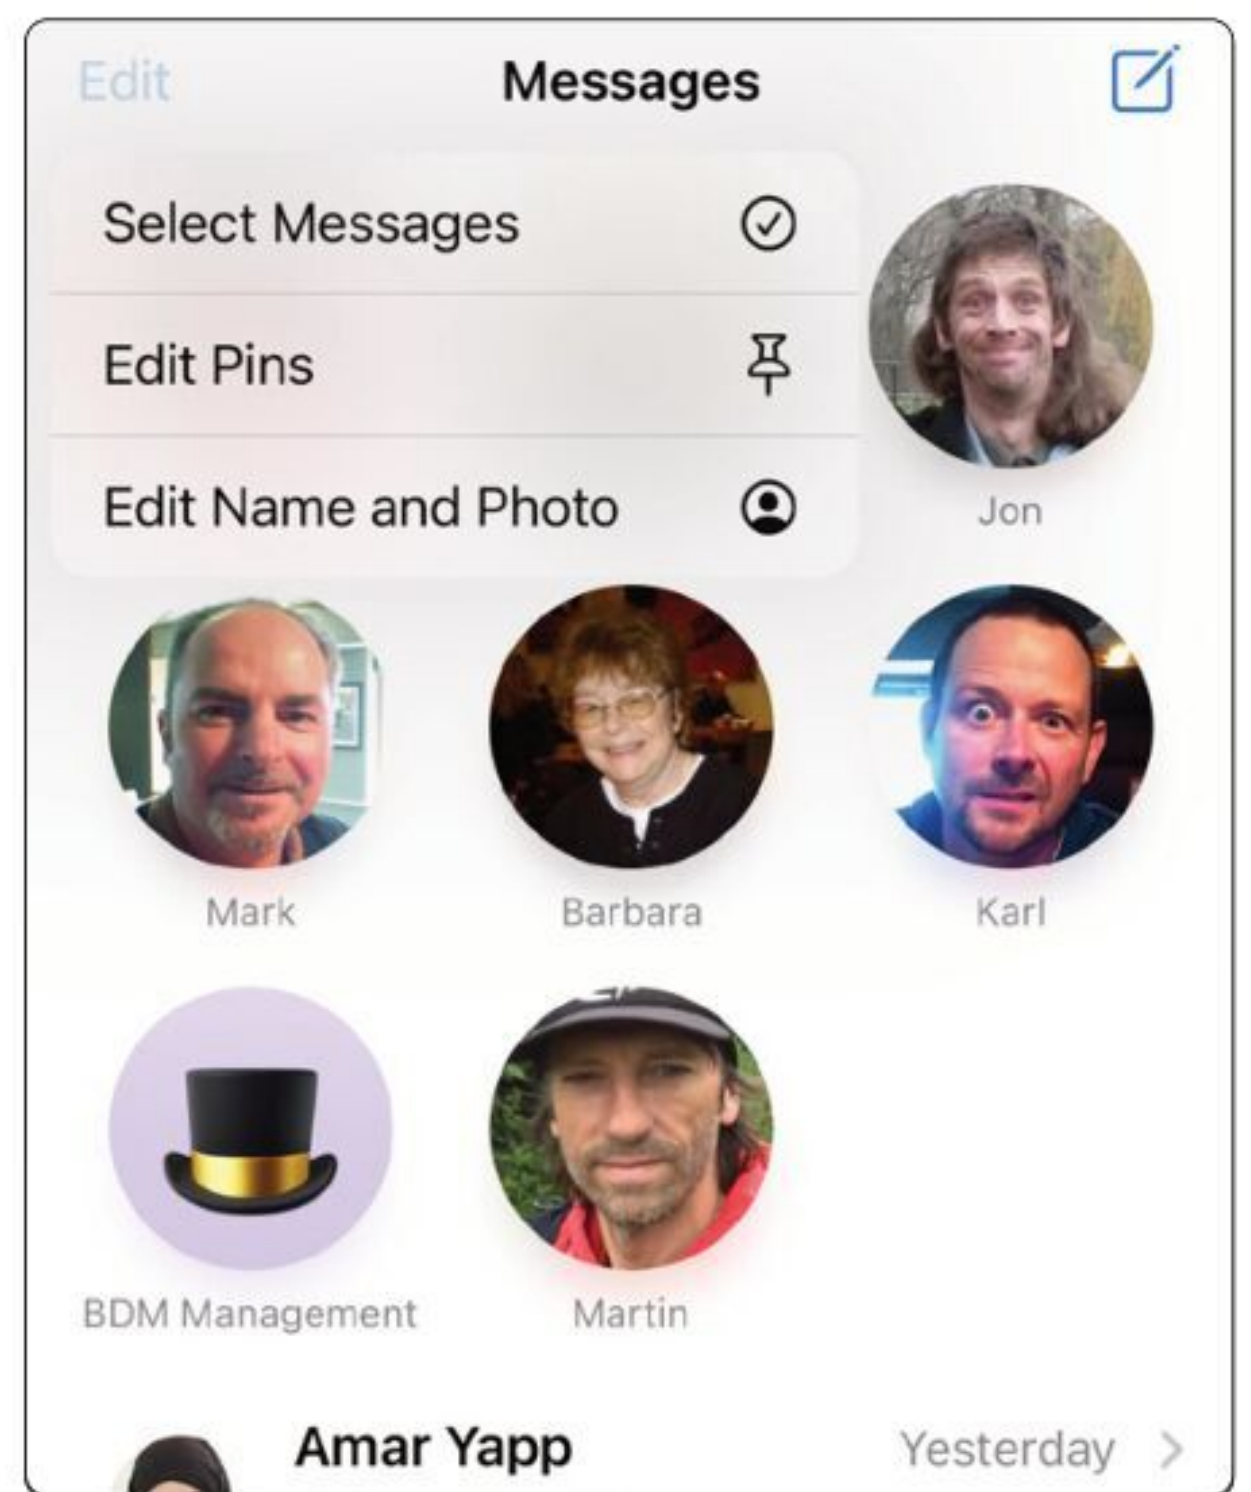 Edit
Messages
Select Messages
Edit Pins
Edit Name and Photo
Jon
Mark
Barbara
Karl
BDM Management
Martin
Amar Yapp
Yesterday